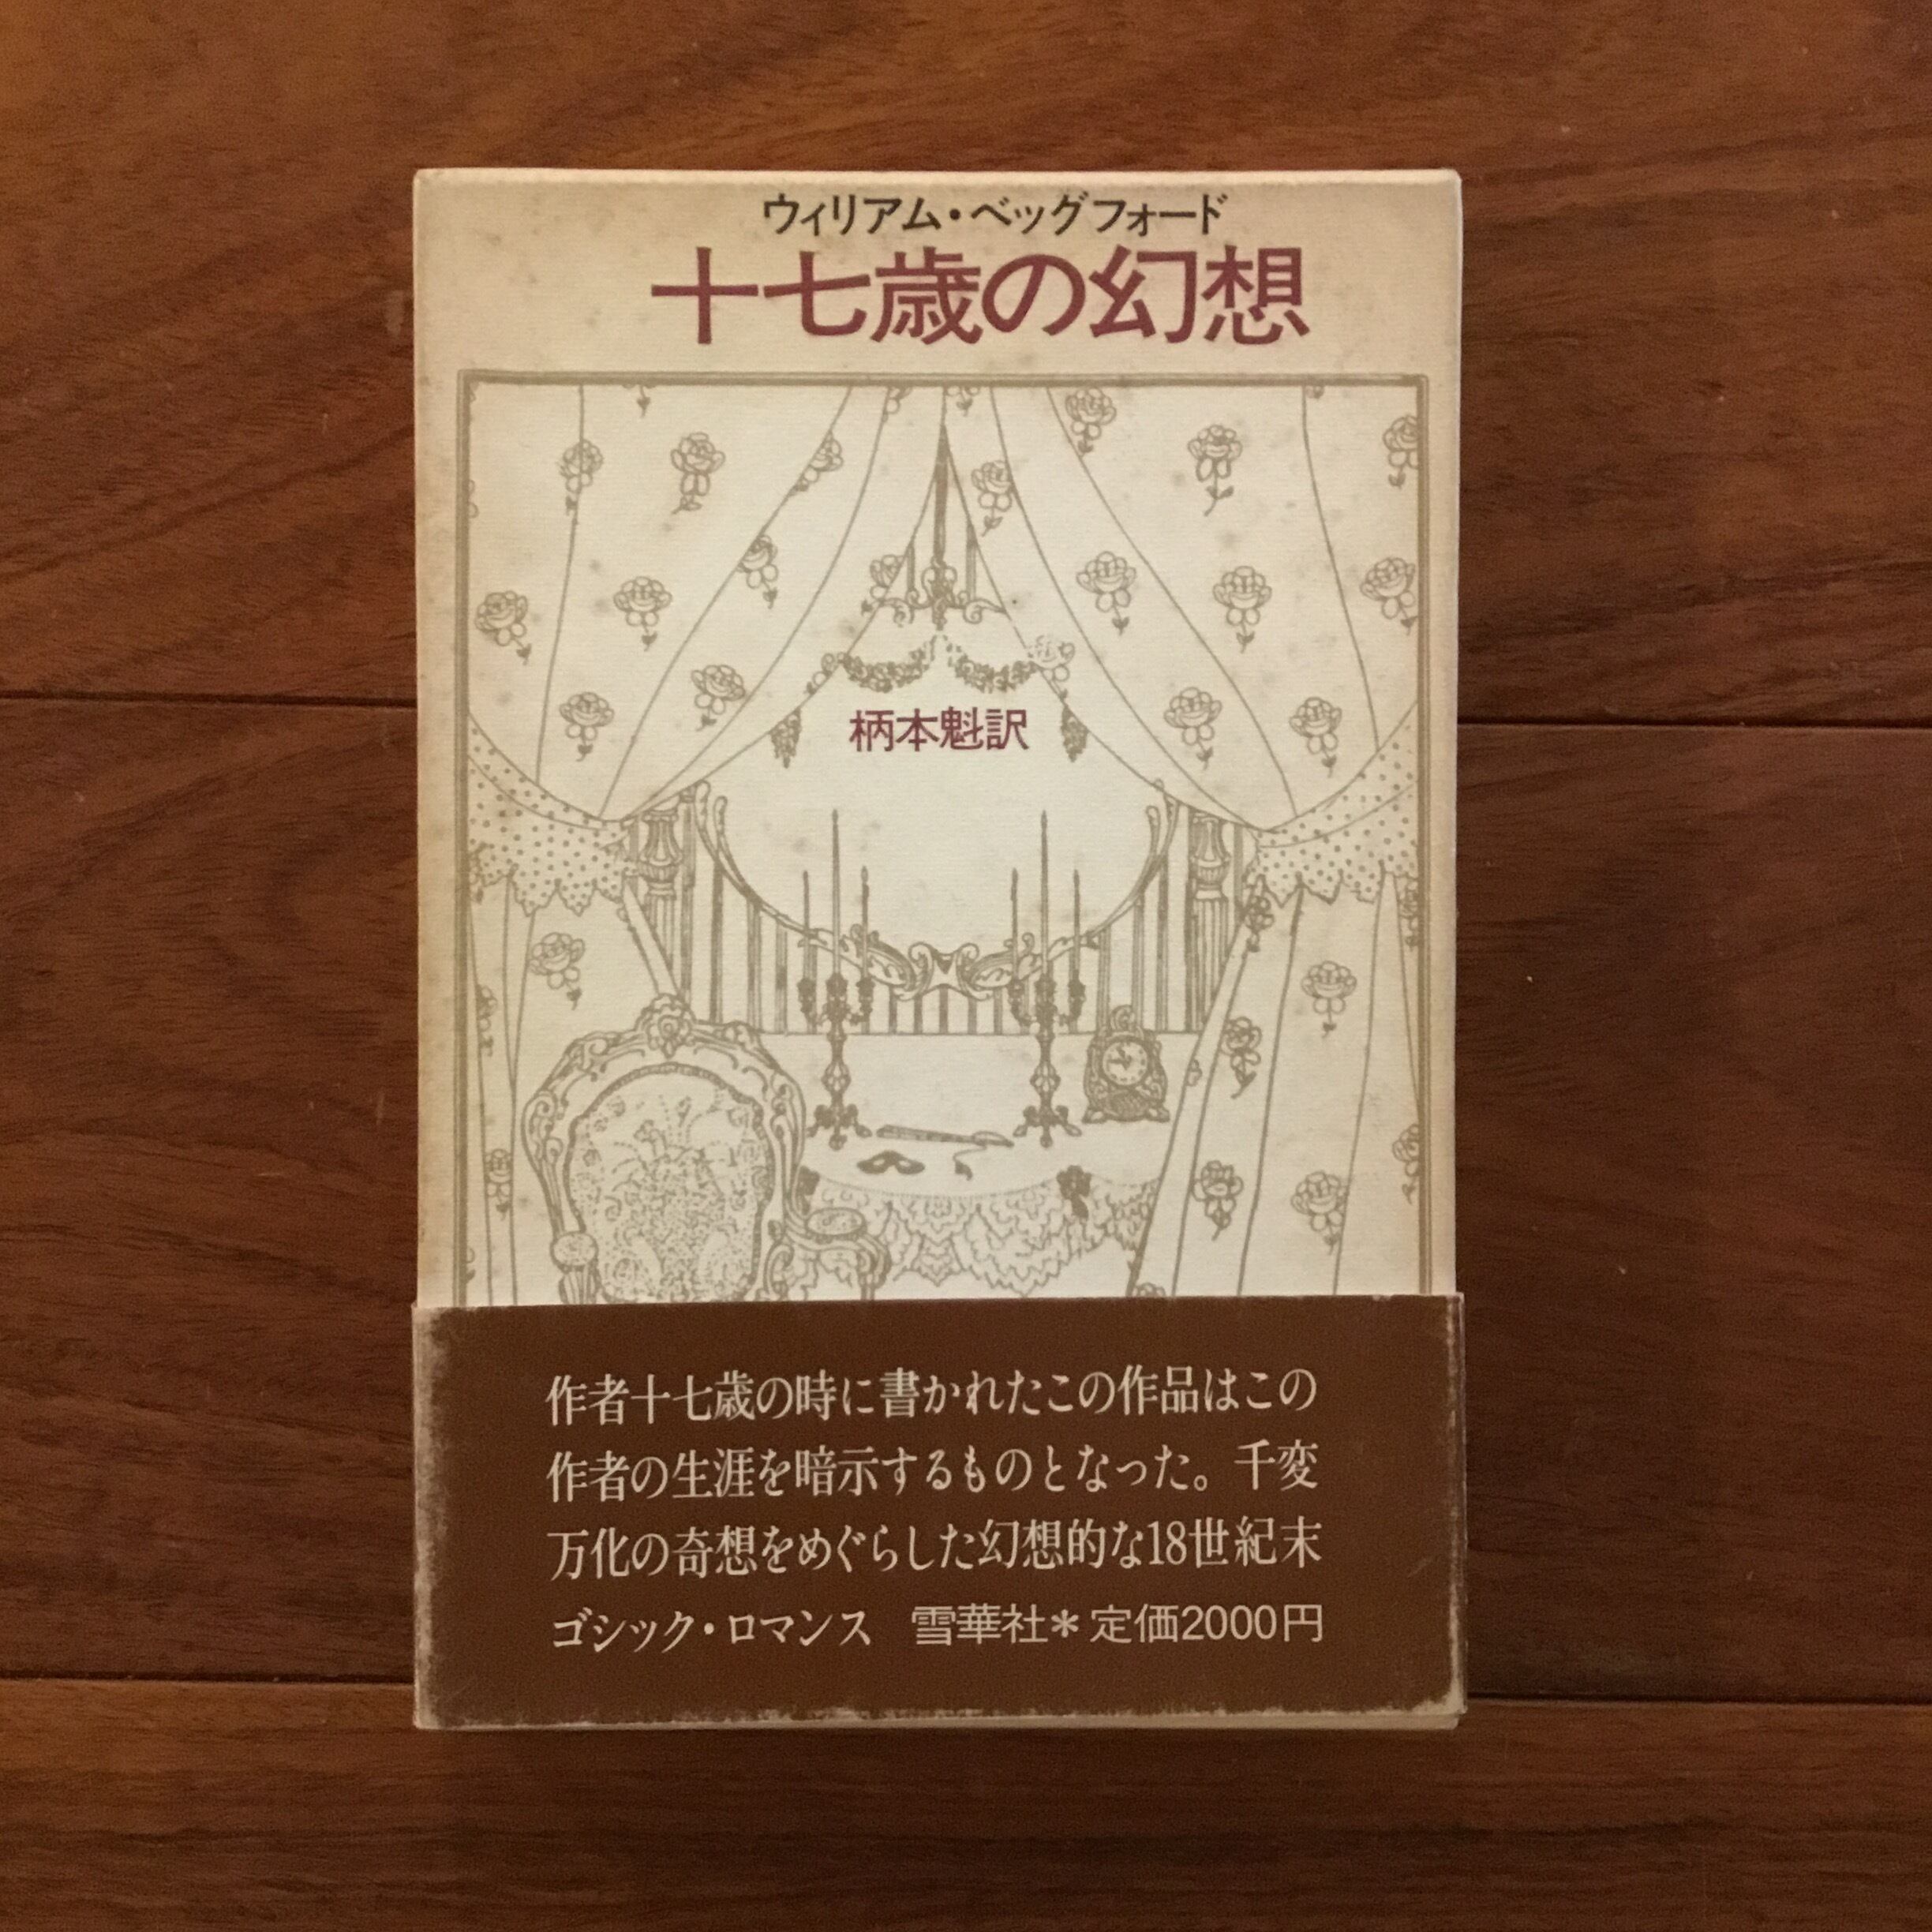 ウィリアム・ベッグフォード
十七歳の幻想
柄本魁訳
作者十七歳の時に書かれたこの作品はこの
作者の生涯を暗示するものとなった。千変
万化の奇想をめぐらした幻想的な18世紀末
ゴシック・ロマンス 雪華社＊定価2000円